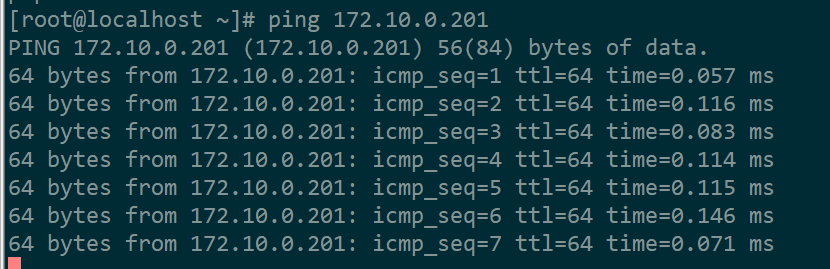 [root@localhost ~]# ping 172.10.0.201
PING 172.10.0.201 (172.10.0.201) 56(84) bytes of data.
64 bytes from 172.10.0.201: icmp_seq=1 ttl=64 time=0.057 ms
64 bytes from 172.10.0.201: icmp_seq=2 ttl=64 time=0.116 ms
64 bytes from 172.10.0.201: icmp_seq=3 ttl=64 time=0.083 ms
64 bytes from 172.10.0.201: icmp_seq=4 ttl=64 time=0.114 ms
64 bytes from 172.10.0.201: icmp_seq=5 ttl=64 time=0.115 ms
64 bytes from 172.10.0.201: icmp_seq=6 ttl=64 time=0.146 ms
64 bytes from 172.10.0.201: icmp_seq=7 ttl=64 time=0.071 ms